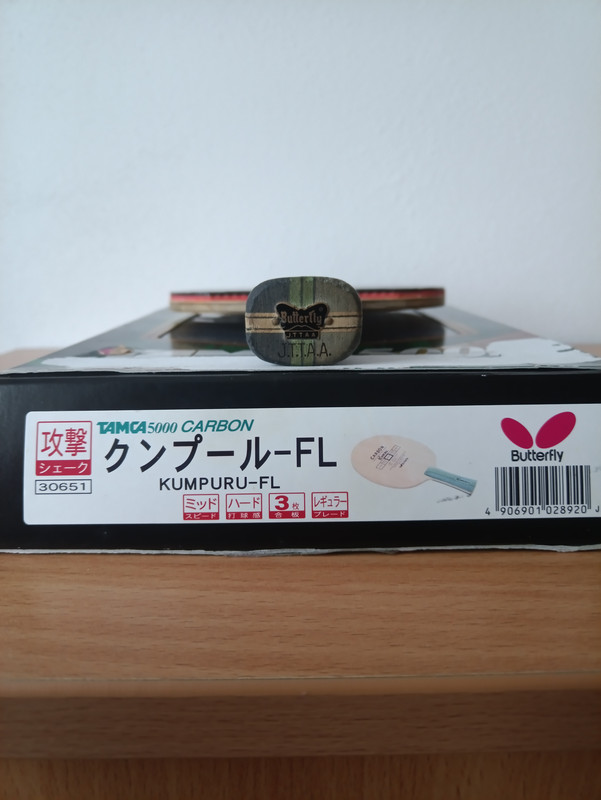 Butterfly
JTTAA
J.T.T.A.A.
攻撃
シェーク
30651
TAMCA5000 CARBON
クンプール-FL
KUMPURU-FL
ミッド
スピード
ハード
打球感
3枚
合板
レギュラー
ブレード
CARBON
Butterfly
4 906901 028920 J